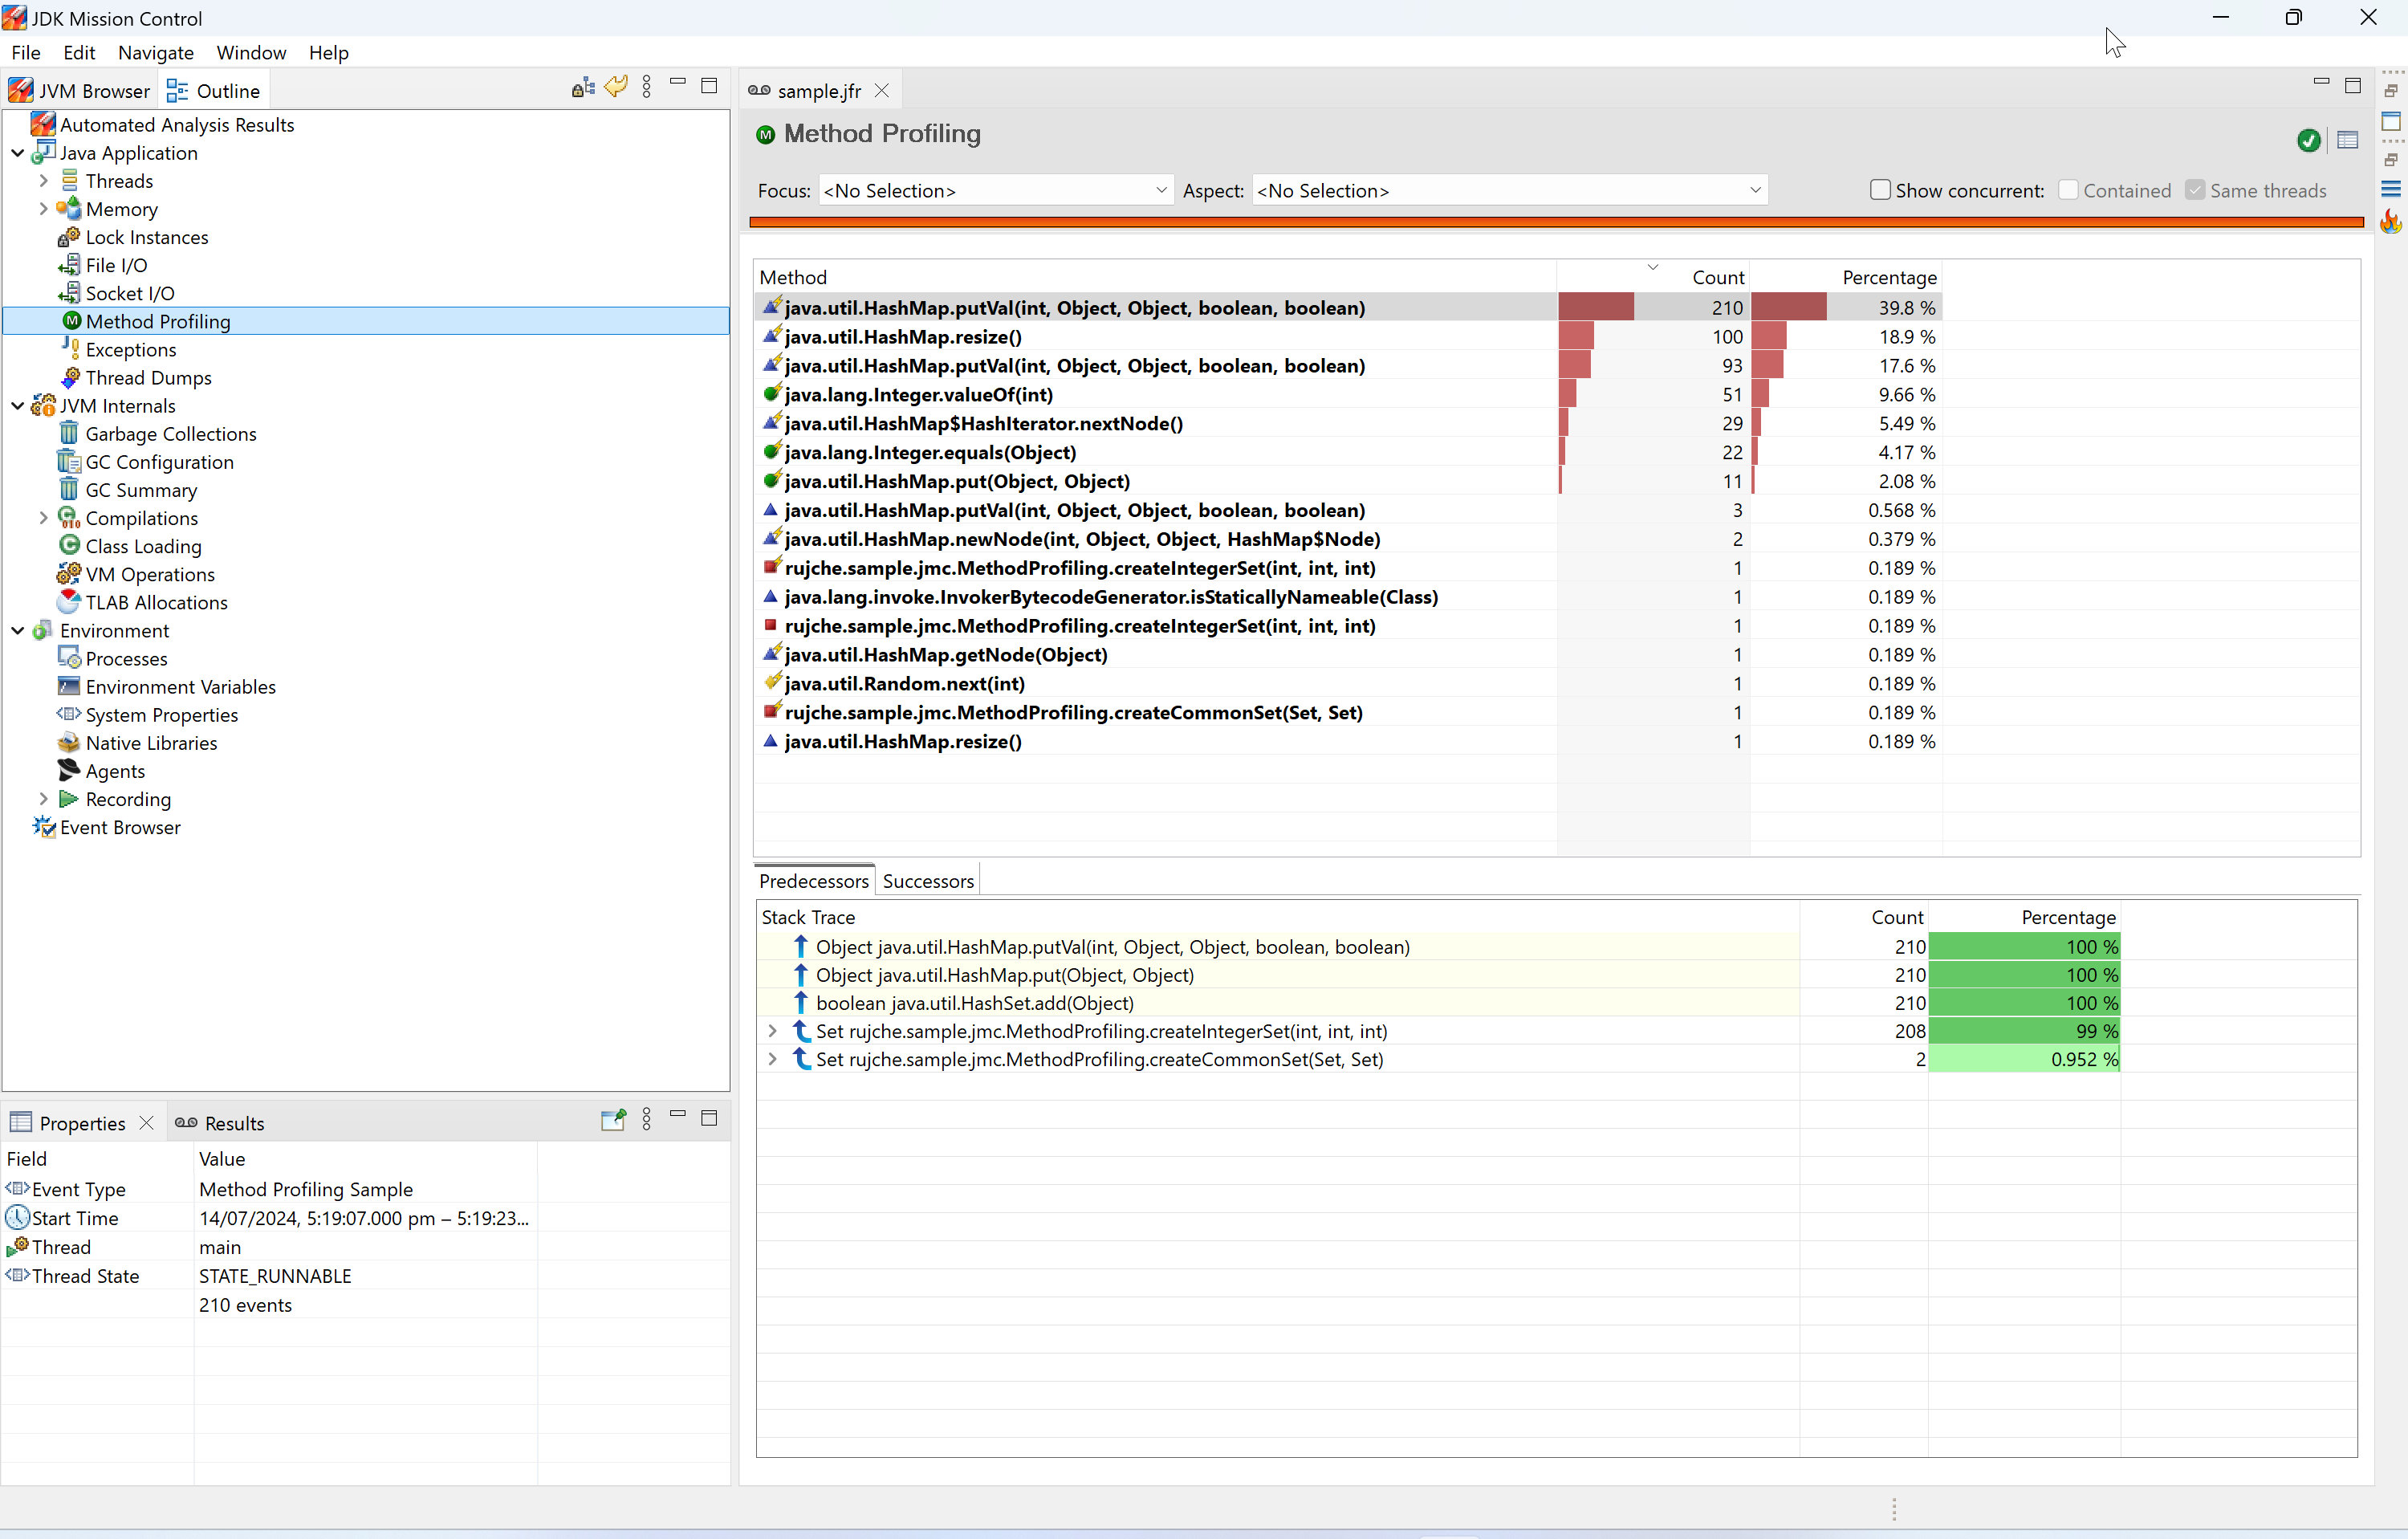 JDK Mission Control
File Edit Navigate Window Help
JVM Browser Outline
Automated Analysis Results
Java Application
Threads
Memory
Lock Instances
File I/O
Socket I/O
Method Profiling
Exceptions
Thread Dumps
JVM Internals
Garbage Collections
GC Configuration
GC Summary
Compilations
Class Loading
VM Operations
TLAB Allocations
Environment
Processes
Environment Variables
System Properties
Native Libraries
Agents
Recording
Event Browser
Properties Results
Field Value
Event Type Method Profiling Sample
Start Time 14/07/2024, 5:19:07.000 pm – 5:19:23...
Thread main
Thread State STATE_RUNNABLE
210 events
sample.jfr
Method Profiling
Focus: <No Selection> Aspect: <No Selection> Show concurrent: Contained Same threads
Method Count Percentage
java.util.HashMap.putVal(int, Object, Object, boolean, boolean) 210 39.8 %
java.util.HashMap.resize() 100 18.9 %
java.util.HashMap.putVal(int, Object, Object, boolean, boolean) 93 17.6 %
java.lang.Integer.valueOf(int) 51 9.66 %
java.util.HashMap$HashIterator.nextNode() 29 5.49 %
java.lang.Integer.equals(Object) 22 4.17 %
java.util.HashMap.put(Object, Object) 11 2.08 %
java.util.HashMap.putVal(int, Object, Object, boolean, boolean) 3 0.568 %
java.util.HashMap.newNode(int, Object, Object, HashMap$Node) 2 0.379 %
rujche.sample.jmc.MethodProfiling.createIntegerSet(int, int, int) 1 0.189 %
java.lang.invoke.InvokerBytecodeGenerator.isStaticallyNameable(Class) 1 0.189 %
rujche.sample.jmc.MethodProfiling.createIntegerSet(int, int, int) 1 0.189 %
java.util.HashMap.getNode(Object) 1 0.189 %
java.util.Random.next(int) 1 0.189 %
rujche.sample.jmc.MethodProfiling.createCommonSet(Set, Set) 1 0.189 %
java.util.HashMap.resize() 1 0.189 %
Predecessors Successors
Stack Trace Count Percentage
Object java.util.HashMap.putVal(int, Object, Object, boolean, boolean) 210 100 %
Object java.util.HashMap.put(Object, Object) 210 100 %
boolean java.util.HashSet.add(Object) 210 100 %
Set rujche.sample.jmc.MethodProfiling.createIntegerSet(int, int, int) 208 99 %
Set rujche.sample.jmc.MethodProfiling.createCommonSet(Set, Set) 2 0.952 %